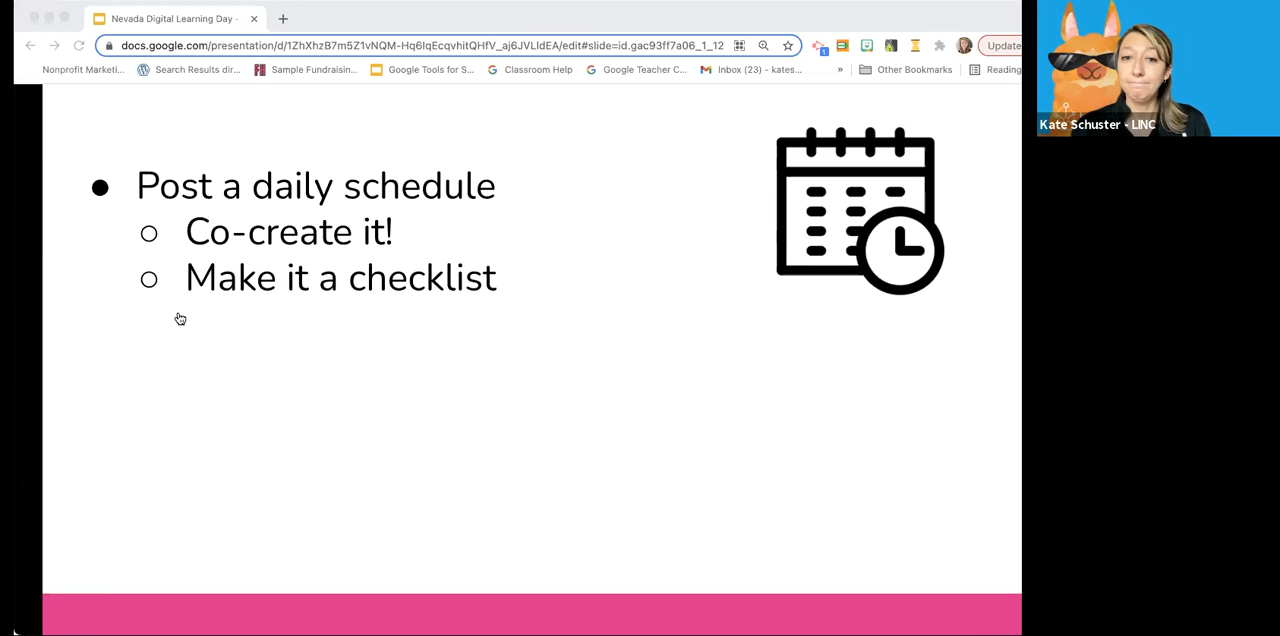 Nevada Digital Learning Day -
docs.google.com/presentation/d/1ZhXhzB7m5Z1vNQM-Hq6IqEcqvhitQHfV_aj6JVLIdEA/edit#slide=id.gac93ff7a06_1_12
1
Update
Nonprofit Marketi...
Search Results dir...
Sample Fundraisin...
Google Tools for S...
Classroom Help
Google Teacher C...
Inbox (23) - kates...
»
Other Bookmarks
Reading
Kate Schuster - LINC
● Post a daily schedule
○ Co-create it!
○ Make it a checklist